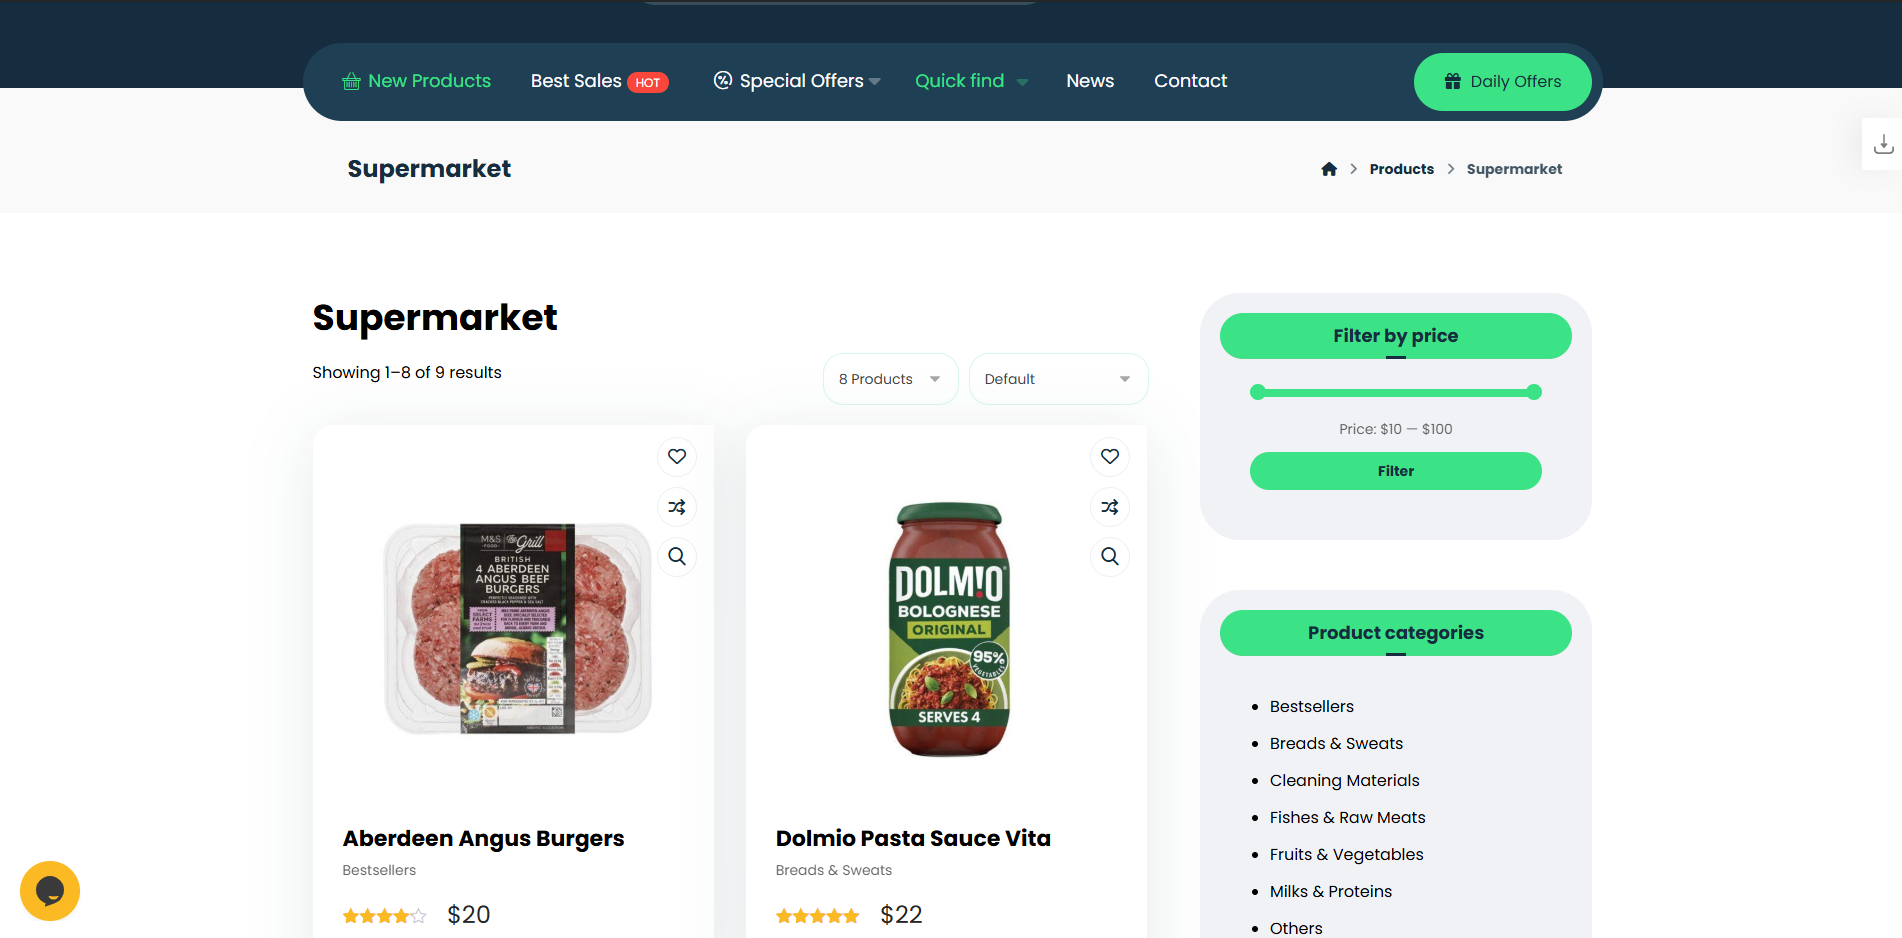 New Products
Best Sales HOT
Special Offers
Quick find
News
Contact
Daily Offers
Supermarket
Products
Supermarket
Supermarket
Showing 1–8 of 9 results
8 Products
Default
M&S
FOOD
The Grill
BRITISH
4 ABERDEEN
ANGUS BEEF
BURGERS
DOLMIO
BOLOGNESE
ORIGINAL
95%
VEGETABLES
SERVES 4
Aberdeen Angus Burgers
Bestsellers
$20
Dolmio Pasta Sauce Vita
Breads & Sweats
$22
Filter by price
Price: $10 — $100
Filter
Product categories
Bestsellers
Breads & Sweats
Cleaning Materials
Fishes & Raw Meats
Fruits & Vegetables
Milks & Proteins
Others